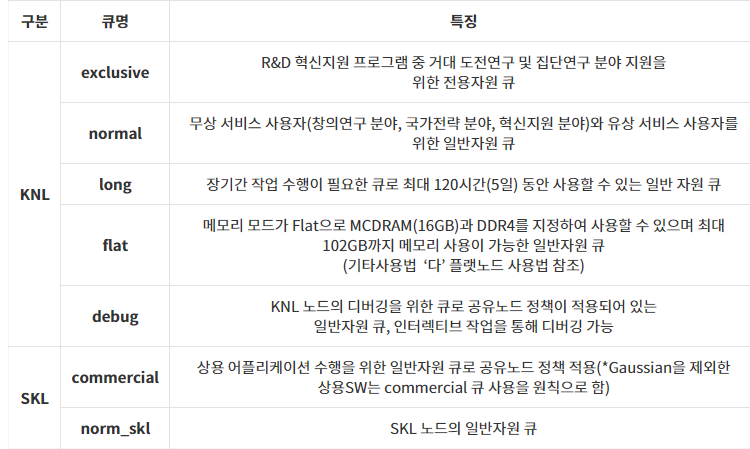 구분 큐명 특징
KNL
exclusive
R&D 혁신지원 프로그램 중 거대 도전연구 및 집단연구 분야 지원을
위한 전용자원 큐
normal
무상 서비스 사용자(창의연구 분야, 국가전략 분야, 혁신지원 분야)와 유상 서비스 사용자를
위한 일반자원 큐
long
장기간 작업 수행이 필요한 큐로 최대 120시간(5일) 동안 사용할 수 있는 일반 자원 큐
flat
메모리 모드가 Flat으로 MCDRAM(16GB)과 DDR4를 지정하여 사용할 수 있으며 최대
102GB까지 메모리 사용이 가능한 일반자원 큐
(기타사용법 ‘다’ 플랫노드 사용법 참조)
debug
KNL 노드의 디버깅을 위한 큐로 공유노드 정책이 적용되어 있는
일반자원 큐, 인터렉티브 작업을 통해 디버깅 가능
SKL
commercial
상용 어플리케이션 수행을 위한 일반자원 큐로 공유노드 정책 적용(*Gaussian을 제외한
상용SW는 commercial 큐 사용을 원칙으로 함)
norm_skl
SKL 노드의 일반자원 큐